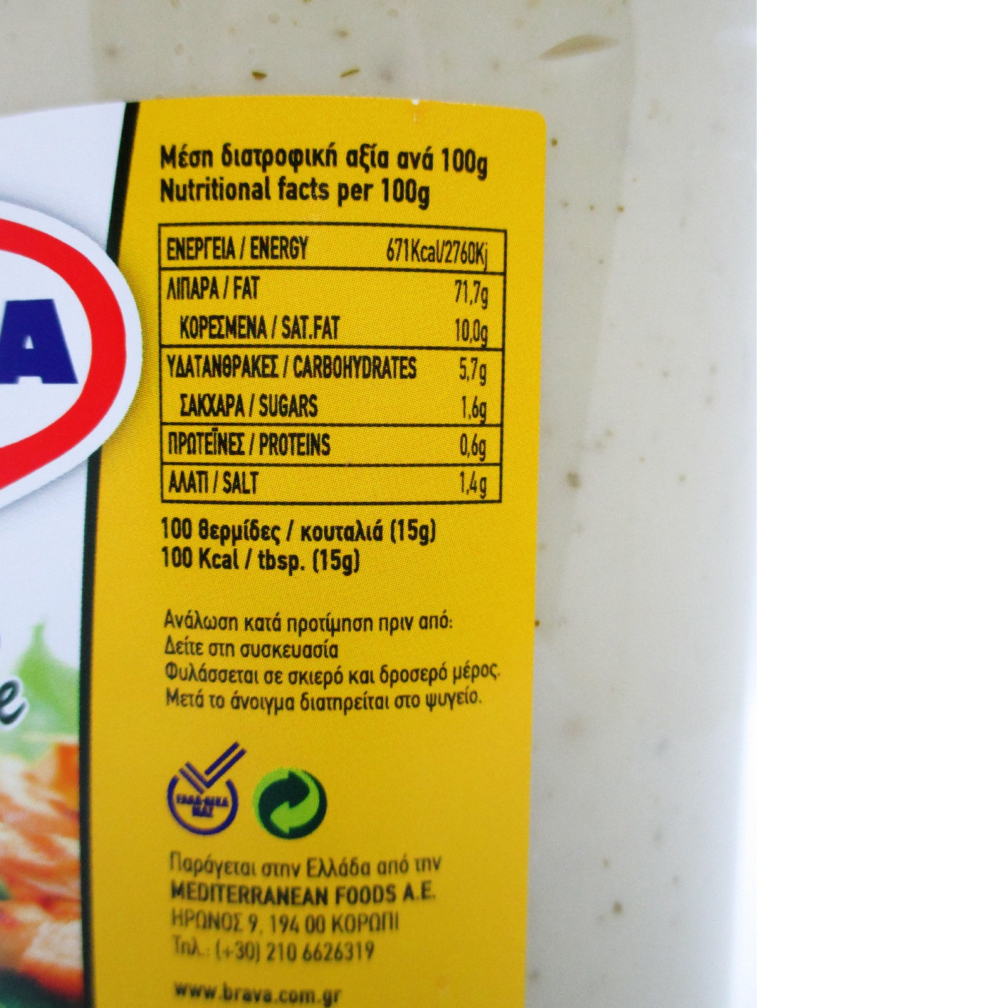 A
Μέση διατροφική αξία ανά 100g
Nutritional facts per 100g
ΕΝΕΡΓΕΙΑ / ENERGY 671Kcal/2760Kj
ΛΙΠΑΡΑ / FAT 71,7g
ΚΟΡΕΣΜΕΝΑ / SAT.FAT 10,0g
ΥΔΑΤΑΝΘΡΑΚΕΣ / CARBOHYDRATES 5,7g
ΣΑΚΧΑΡΑ / SUGARS 1,6g
ΠΡΩΤΕΪΝΕΣ / PROTEINS 0,6g
ΑΛΑΤΙ / SALT 1,4g
100 θερμίδες / κουταλιά (15g)
100 Kcal / tbsp. (15g)
Ανάλωση κατά προτίμηση πριν από:
Δείτε στη συσκευασία
Φυλάσσεται σε σκιερό και δροσερό μέρος.
Μετά το άνοιγμα διατηρείται στο ψυγείο.
e
ΕΛΛΑ-ΔΙΚΑ
ΜΑΣ
Παράγεται στην Ελλάδα από την
MEDITERRANEAN FOODS A.E.
ΗΡΩΝΟΣ 9, 194 00 ΚΟΡΩΠΙ
Τηλ.: (+30) 210 6626319
www.brava.com.gr